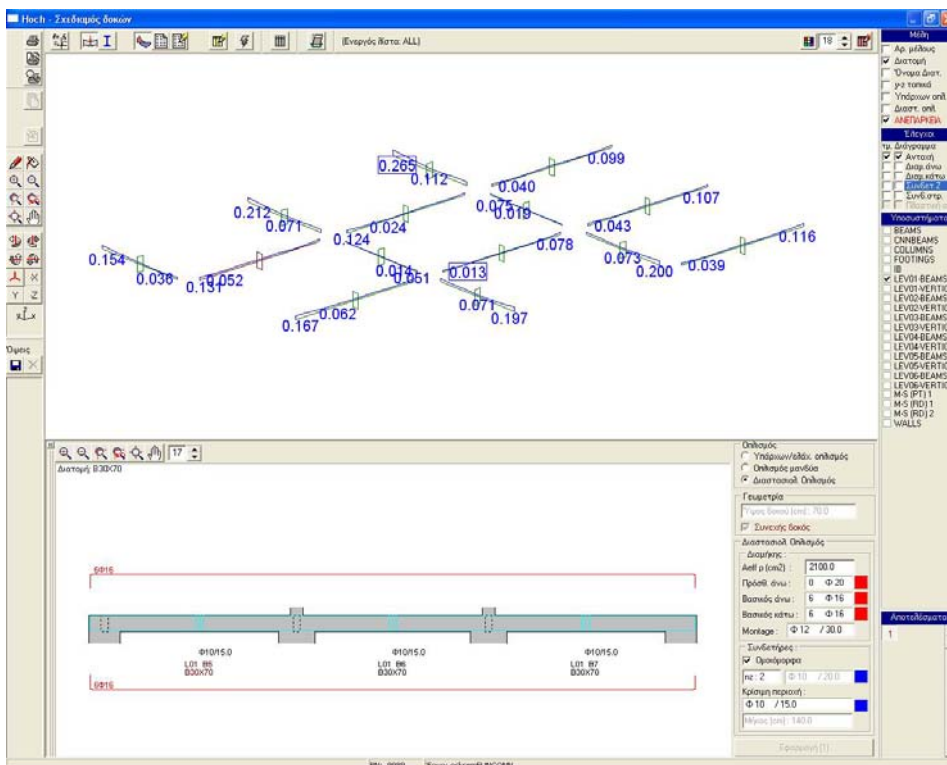 Hoch - Σχεδιαμός δοκών
(Ενεργός λίστα: ALL)
18
Μέλη
Αρ. μέλους
Διατομή
Όνομα Διατ.
γ-z τοπικά
Υπάρχων οπλ.
Διαστ. οπλ.
ΑΝΕΠΑΡΚΕΙΑ
Έλεγχοι
τμ. Διάγραμμα
Αντοχή
Διαμ.άνω
Διαμ.κάτω
Συνδετ.2
Συνδ.στρ.
Υποσυστήματα
BEAMS
CNNBEAMS
COLUMNS
FOOTINGS
LEV01-BEAMS
LEV01-VERTIC
LEV02-BEAMS
LEV02-VERTIC
LEV03-BEAMS
LEV03-VERTIC
LEV04-BEAMS
LEV04-VERTIC
LEV05-BEAMS
LEV05-VERTIC
LEV06-BEAMS
LEV06-VERTIC
M-S (PT) 1
M-S (RD) 1
M-S (RD) 2
WALLS
Αποτελέσματα
1
Y Z
Όψεις
0.265
0.112
0.099
0.040
0.212
0.071
0.075
0.019
0.107
0.024
0.124
0.043
0.116
0.154
0.036
0.078
0.073
0.200
0.039
0.052
0.131
0.014
0.051
0.013
0.167
0.062
0.071
0.197
17
Διατομή: B30X70
6Φ16
Φ10/15.0 Φ10/15.0 Φ10/15.0
L01 B5 L01 B6 L01 B7
B30X70 B30X70 B30X70
6Φ16
Οπλισμός
Υπάρχων/ελάχ. οπλισμός
Οπλισμός μανδύα
Διαστασιολ. Οπλισμός
Γεωμετρία
Ύψος δοκού (cm) : 70.0
Συνεχής δοκός
Διαστασιολ. Οπλισμός
Διαμήκης :
Aeff p (cm2) : 2100.0
Πρόσθ. άνω : 0 Φ 20
Βασικός άνω : 6 Φ 16
Βασικός κάτω : 6 Φ 16
Montage : Φ 12 / 30.0
Συνδετήρες :
Ομοιόμορφα
nz : 2 Φ 10 / 20.0
Κρίσιμη περιοχή :
Φ 10 / 15.0
Μήκος (cm) : 140.0
Εφαρμογή (1)